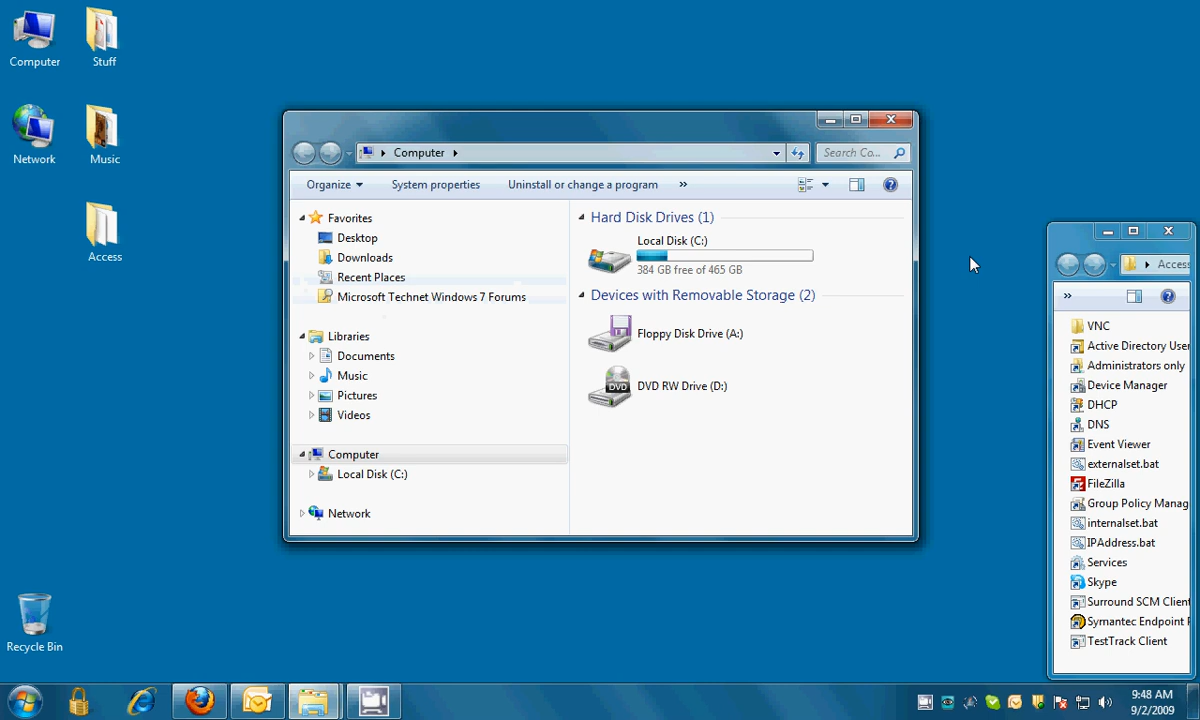 Computer
Stuff
Network
Music
Access
Recycle Bin
Computer
Search Co...
Organize
System properties
Uninstall or change a program
»
Favorites
Desktop
Downloads
Recent Places
Microsoft Technet Windows 7 Forums
Libraries
Documents
Music
Pictures
Videos
Computer
Local Disk (C:)
Network
Hard Disk Drives (1)
Local Disk (C:)
384 GB free of 465 GB
Devices with Removable Storage (2)
Floppy Disk Drive (A:)
DVD
DVD RW Drive (D:)
Access
»
VNC
Active Directory User
Administrators only
Device Manager
DHCP
DNS
Event Viewer
externalset.bat
FileZilla
Group Policy Manag
internalset.bat
IPAddress.bat
Services
Skype
Surround SCM Client
Symantec Endpoint
TestTrack Client
9:48 AM
9/2/2009